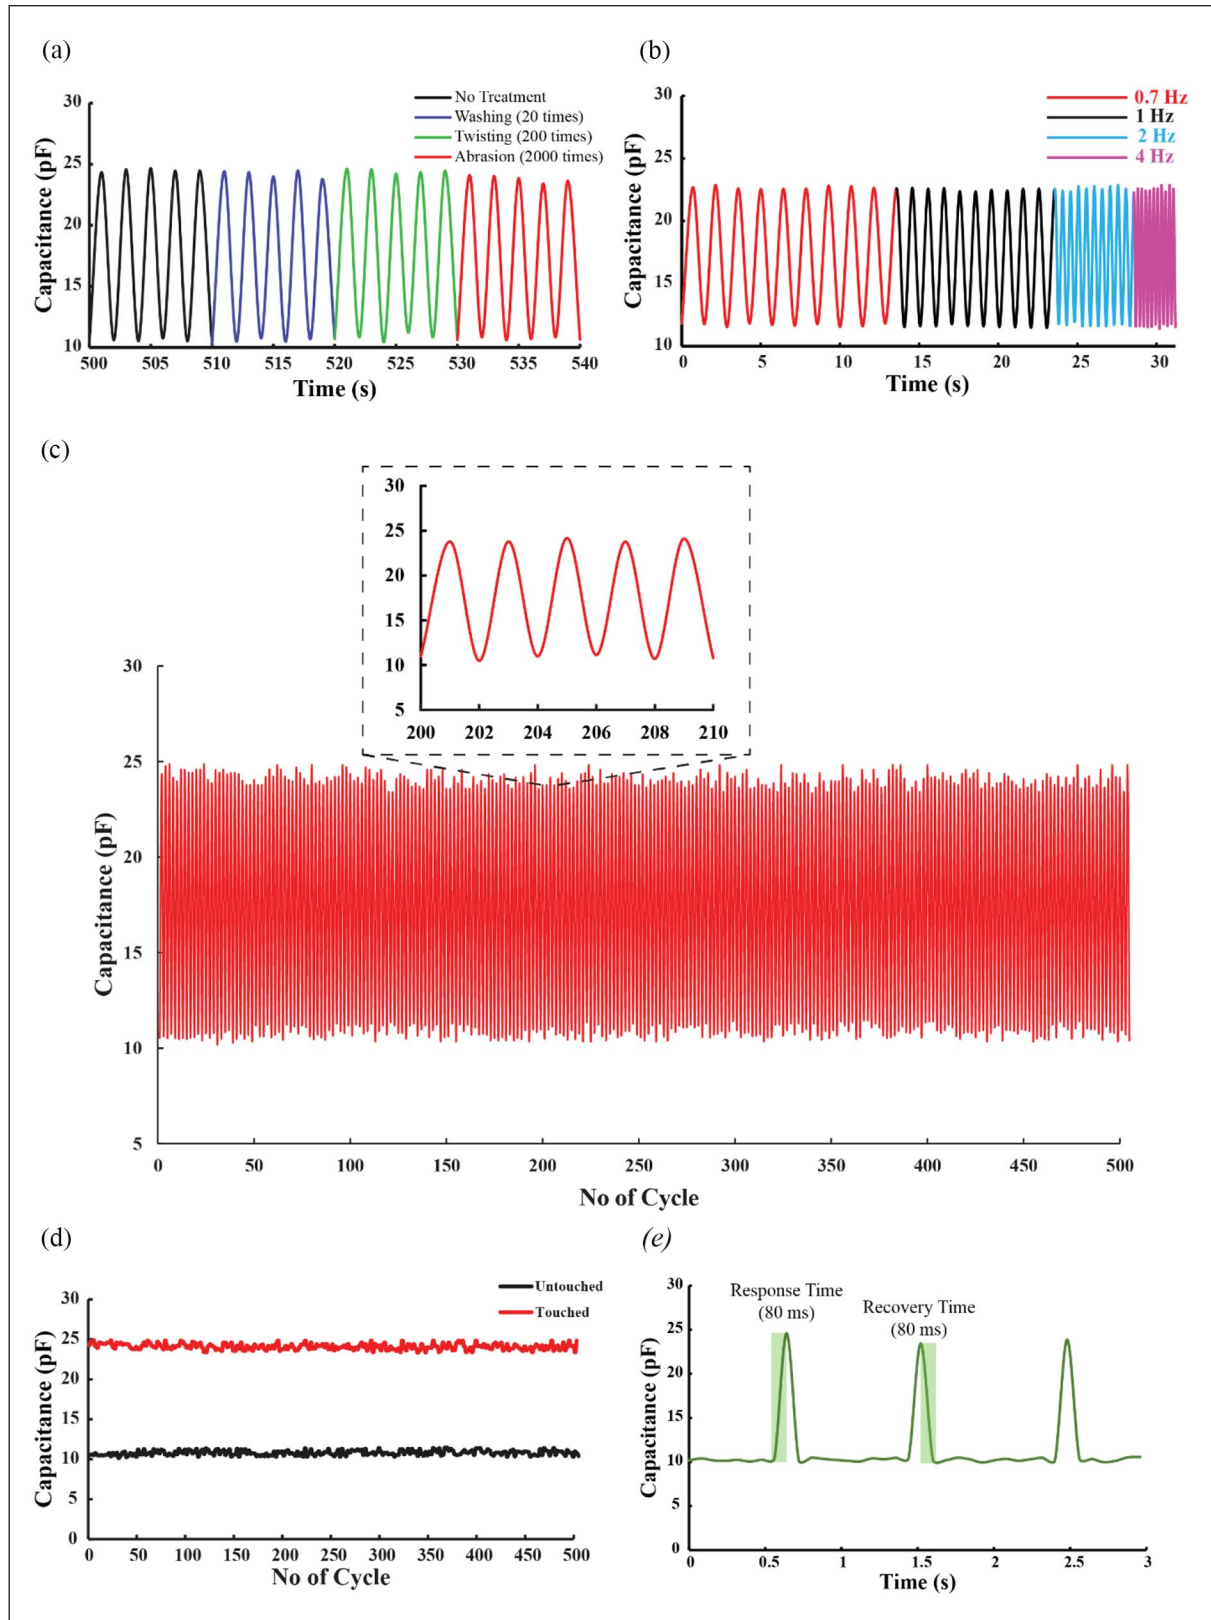 (a)
No Treatment
Washing (20 times)
Twisting (200 times)
Abrasion (2000 times)
30
25
20
15
10
Capacitance (pF)
500 505 510 515 520 525 530 535 540
Time (s)
(b)
0.7 Hz
1 Hz
2 Hz
4 Hz
30
25
20
15
10
Capacitance (pF)
0 5 10 15 20 25 30
Time (s)
(c)
30
25
20
15
10
5
200 202 204 206 208 210
30
25
20
15
10
5
Capacitance (pF)
0 50 100 150 200 250 300 350 400 450 500
No of Cycle
(d)
Untouched
Touched
30
25
20
15
10
5
0
Capacitance (pF)
0 50 100 150 200 250 300 350 400 450 500
No of Cycle
(e)
Response Time
(80 ms)
Recovery Time
(80 ms)
30
25
20
15
10
5
0
Capacitance (pF)
0.5 1 1.5 2 2.5 3
Time (s)